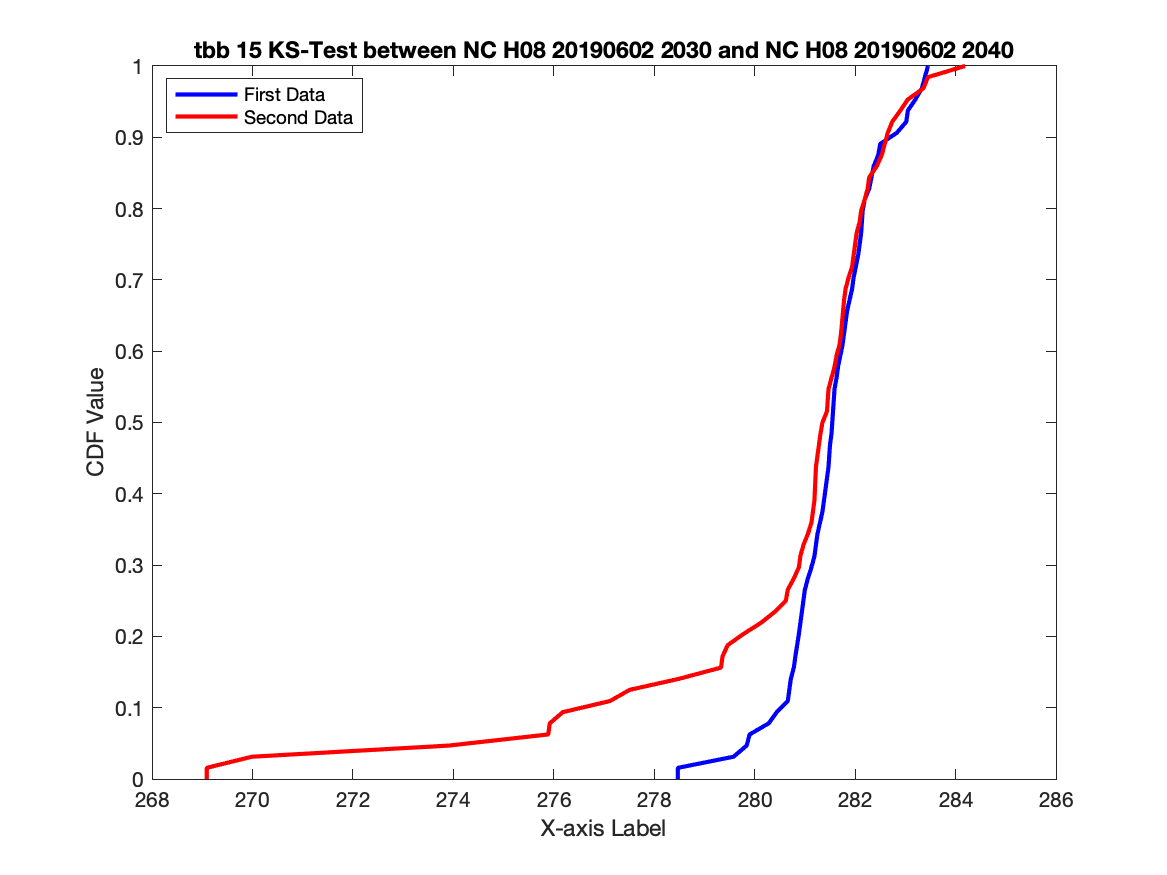 tbb 15 KS-Test between NC H08 20190602 2030 and NC H08 20190602 2040
First Data
Second Data
1
0.9
0.8
0.7
0.6
0.5
0.4
0.3
0.2
0.1
0
CDF Value
268 270 272 274 276 278 280 282 284 286
X-axis Label